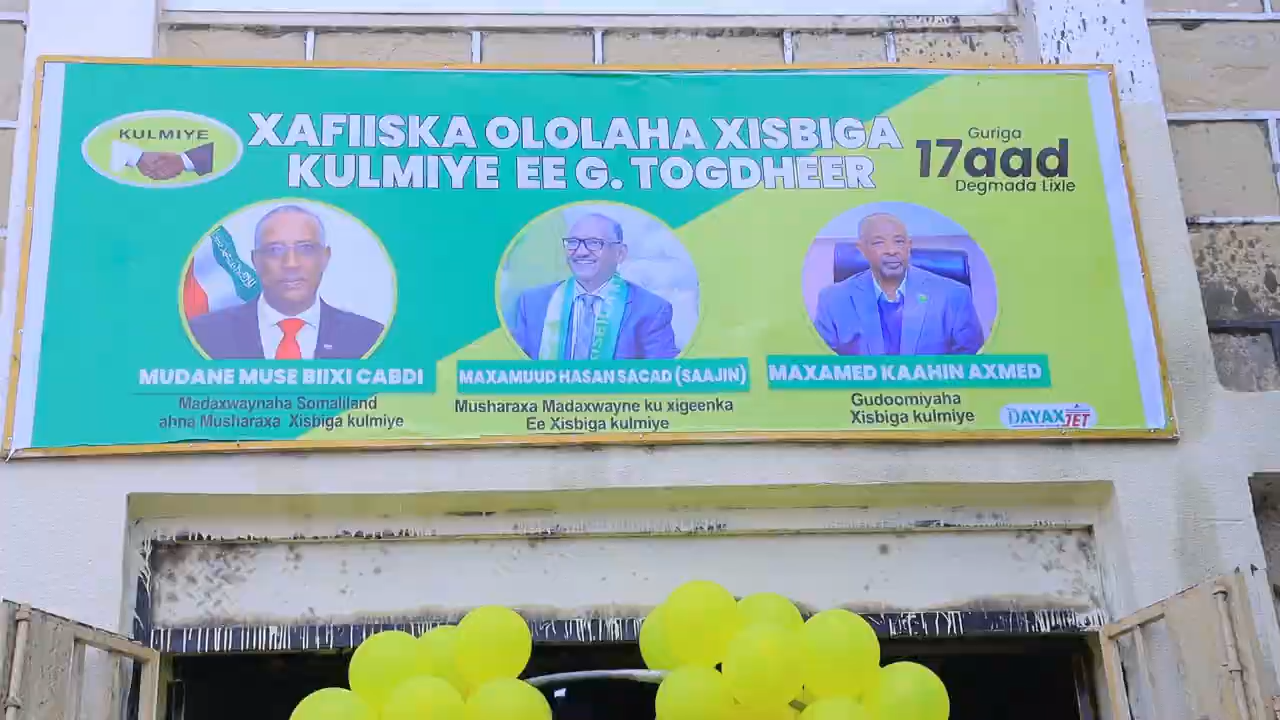 KULMIYE
XAFIISKA OLOLAHA XISBIGA
KULMIYE EE G. TOGDHEER
Guriga
17aad
Degmada Lixle
MUDANE MUSE BIIXI CABDI
Madaxwaynaha Somaliland
ahna Musharaxa Xisbiga kulmiye
MAXAMUUD HASAN SACAD (SAAJIN)
Musharaxa Madaxwayne ku xigeenka
Ee Xisbiga kulmiye
MAXAMED KAAHIN AXMED
Gudoomiyaha
Xisbiga kulmiye
DAYAX JET